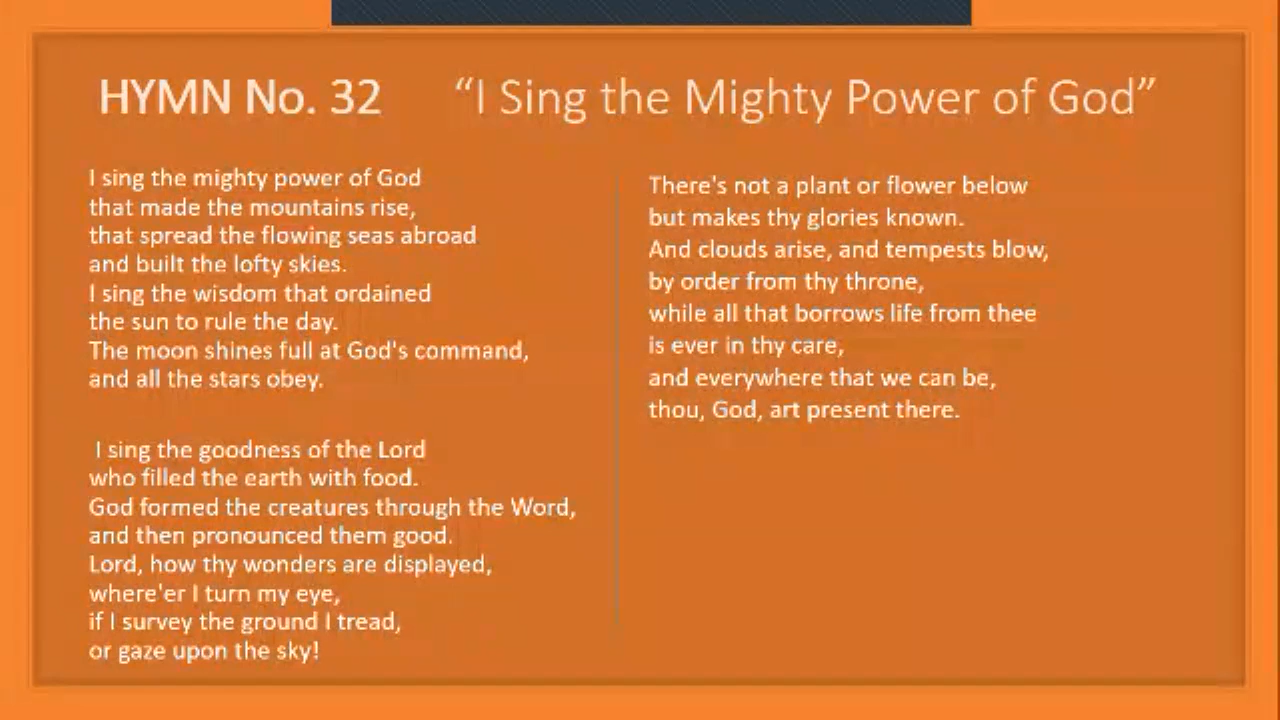 HYMN No. 32 “I Sing the Mighty Power of God”
I sing the mighty power of God
that made the mountains rise,
that spread the flowing seas abroad
and built the lofty skies.
I sing the wisdom that ordained
the sun to rule the day.
The moon shines full at God's command,
and all the stars obey.
I sing the goodness of the Lord
who filled the earth with food.
God formed the creatures through the Word,
and then pronounced them good.
Lord, how thy wonders are displayed,
where'er I turn my eye,
if I survey the ground I tread,
or gaze upon the sky!
There's not a plant or flower below
but makes thy glories known.
And clouds arise, and tempests blow,
by order from thy throne,
while all that borrows life from thee
is ever in thy care,
and everywhere that we can be,
thou, God, art present there.